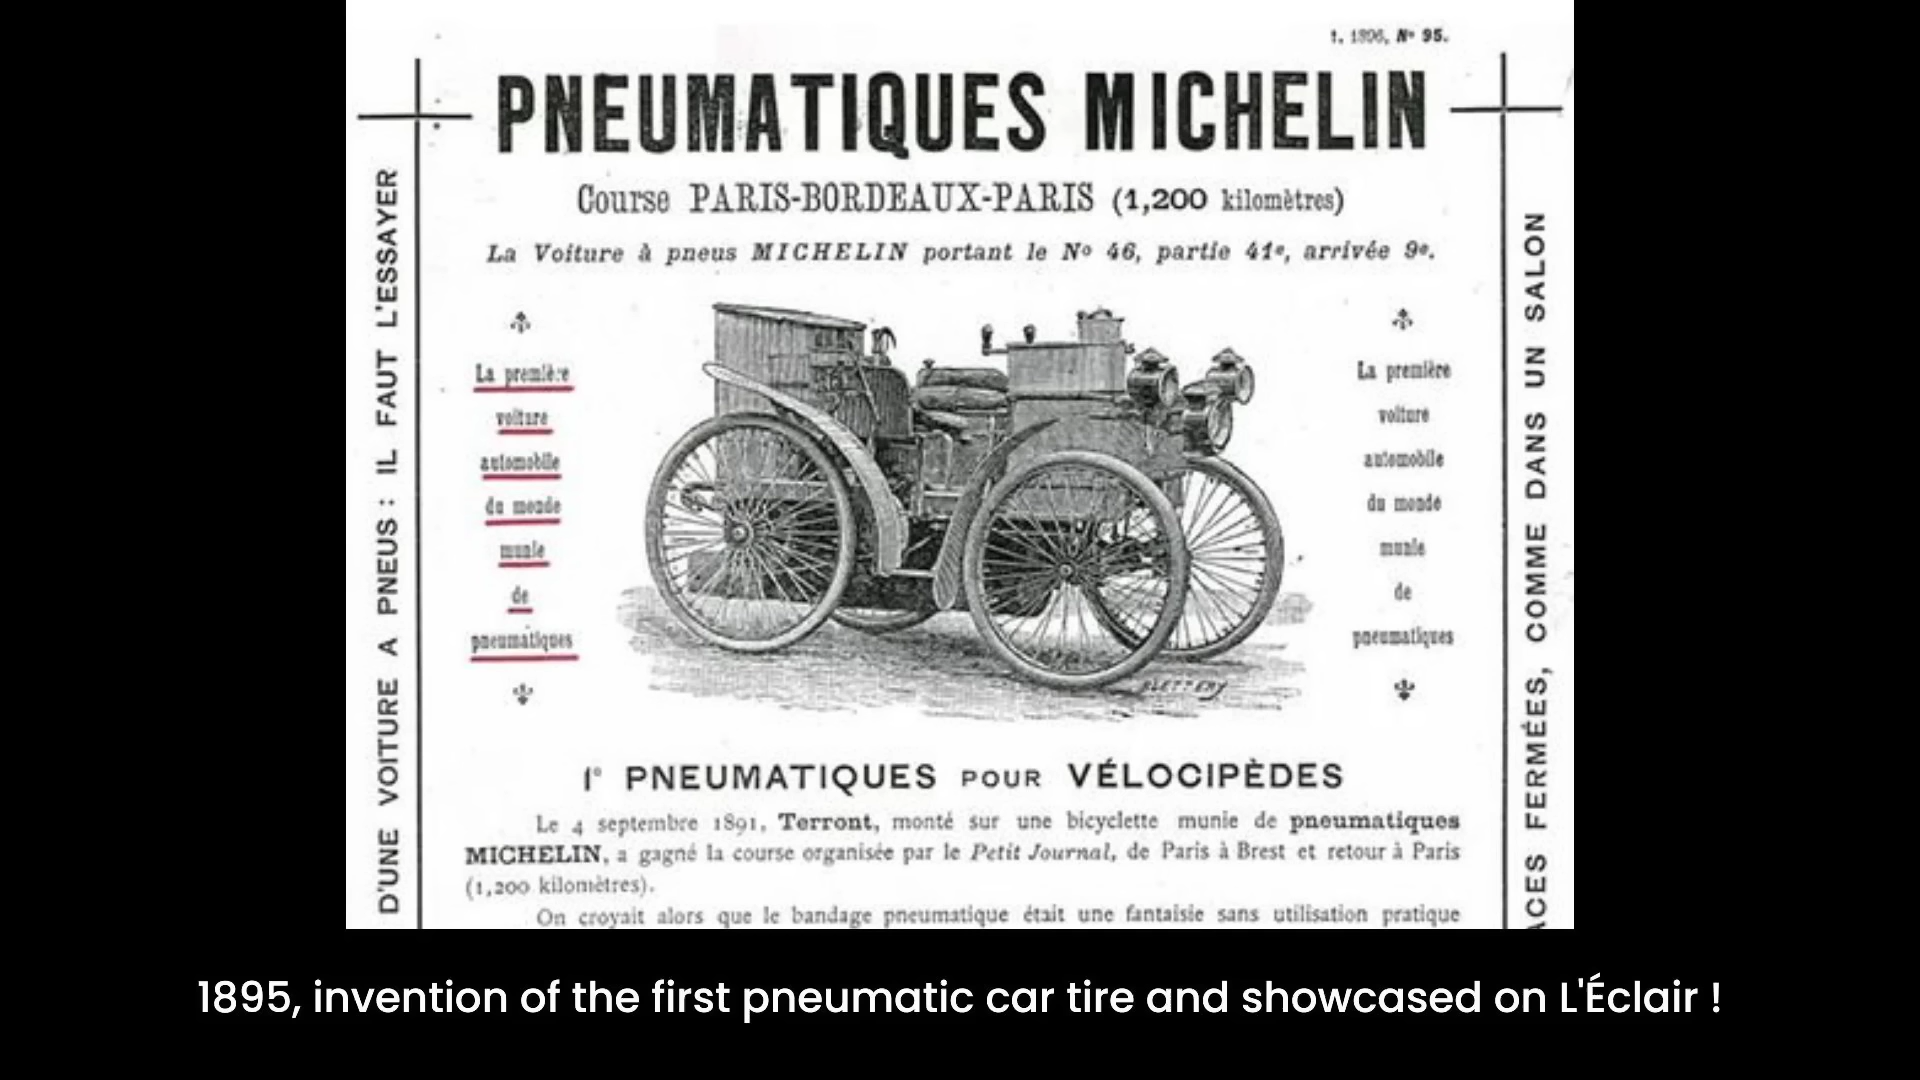 1. 1896, Nº 95.
PNEUMATIQUES MICHELIN
Course PARIS-BORDEAUX-PARIS (1,200 kilomètres)
La Voiture à pneus MICHELIN portant le Nº 46, partie 41e, arrivée 9e.
D'UNE VOITURE A PNEUS : IL FAUT L'ESSAYER
La première
voiture
automobile
du monde
munie
de
pneumatiques
La première
voiture
automobile
du monde
munie
de
pneumatiques
FERMÉES, COMME DANS UN SALON
BLETTERY
1º PNEUMATIQUES POUR VÉLOCIPÈDES
Le 4 septembre 1891, Terront, monté sur une bicyclette munie de pneumatiques
MICHELIN, a gagné la course organisée par le Petit Journal, de Paris à Brest et retour à Paris
(1,200 kilomètres).
On croyait alors que le bandage pneumatique était une fantaisie sans utilisation pratique
1895, invention of the first pneumatic car tire and showcased on L'Éclair !